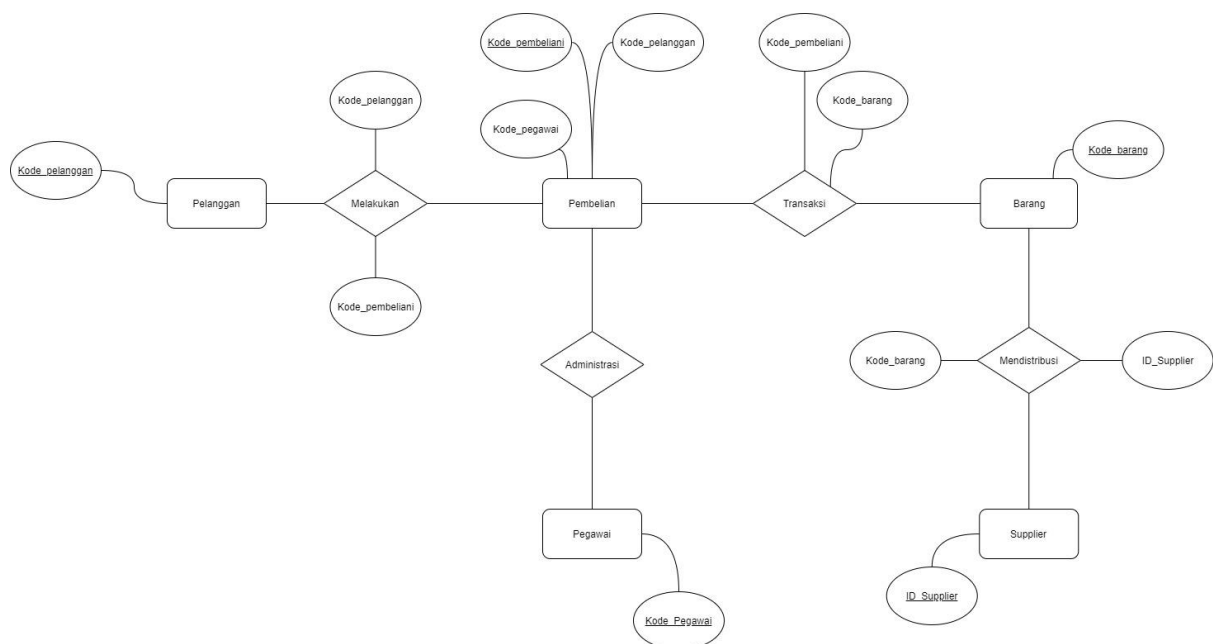 Kode_pembeliani
Kode_pelanggan
Kode_pembeliani
Kode_pelanggan
Kode_barang
Kode_pegawai
Kode_barang
Kode_pelanggan
Pelanggan
Melakukan
Pembelian
Transaksi
Barang
Kode_pembeliani
Administrasi
Kode_barang
Mendistribusi
ID_Supplier
Pegawai
Supplier
ID_Supplier
Kode_Pegawai